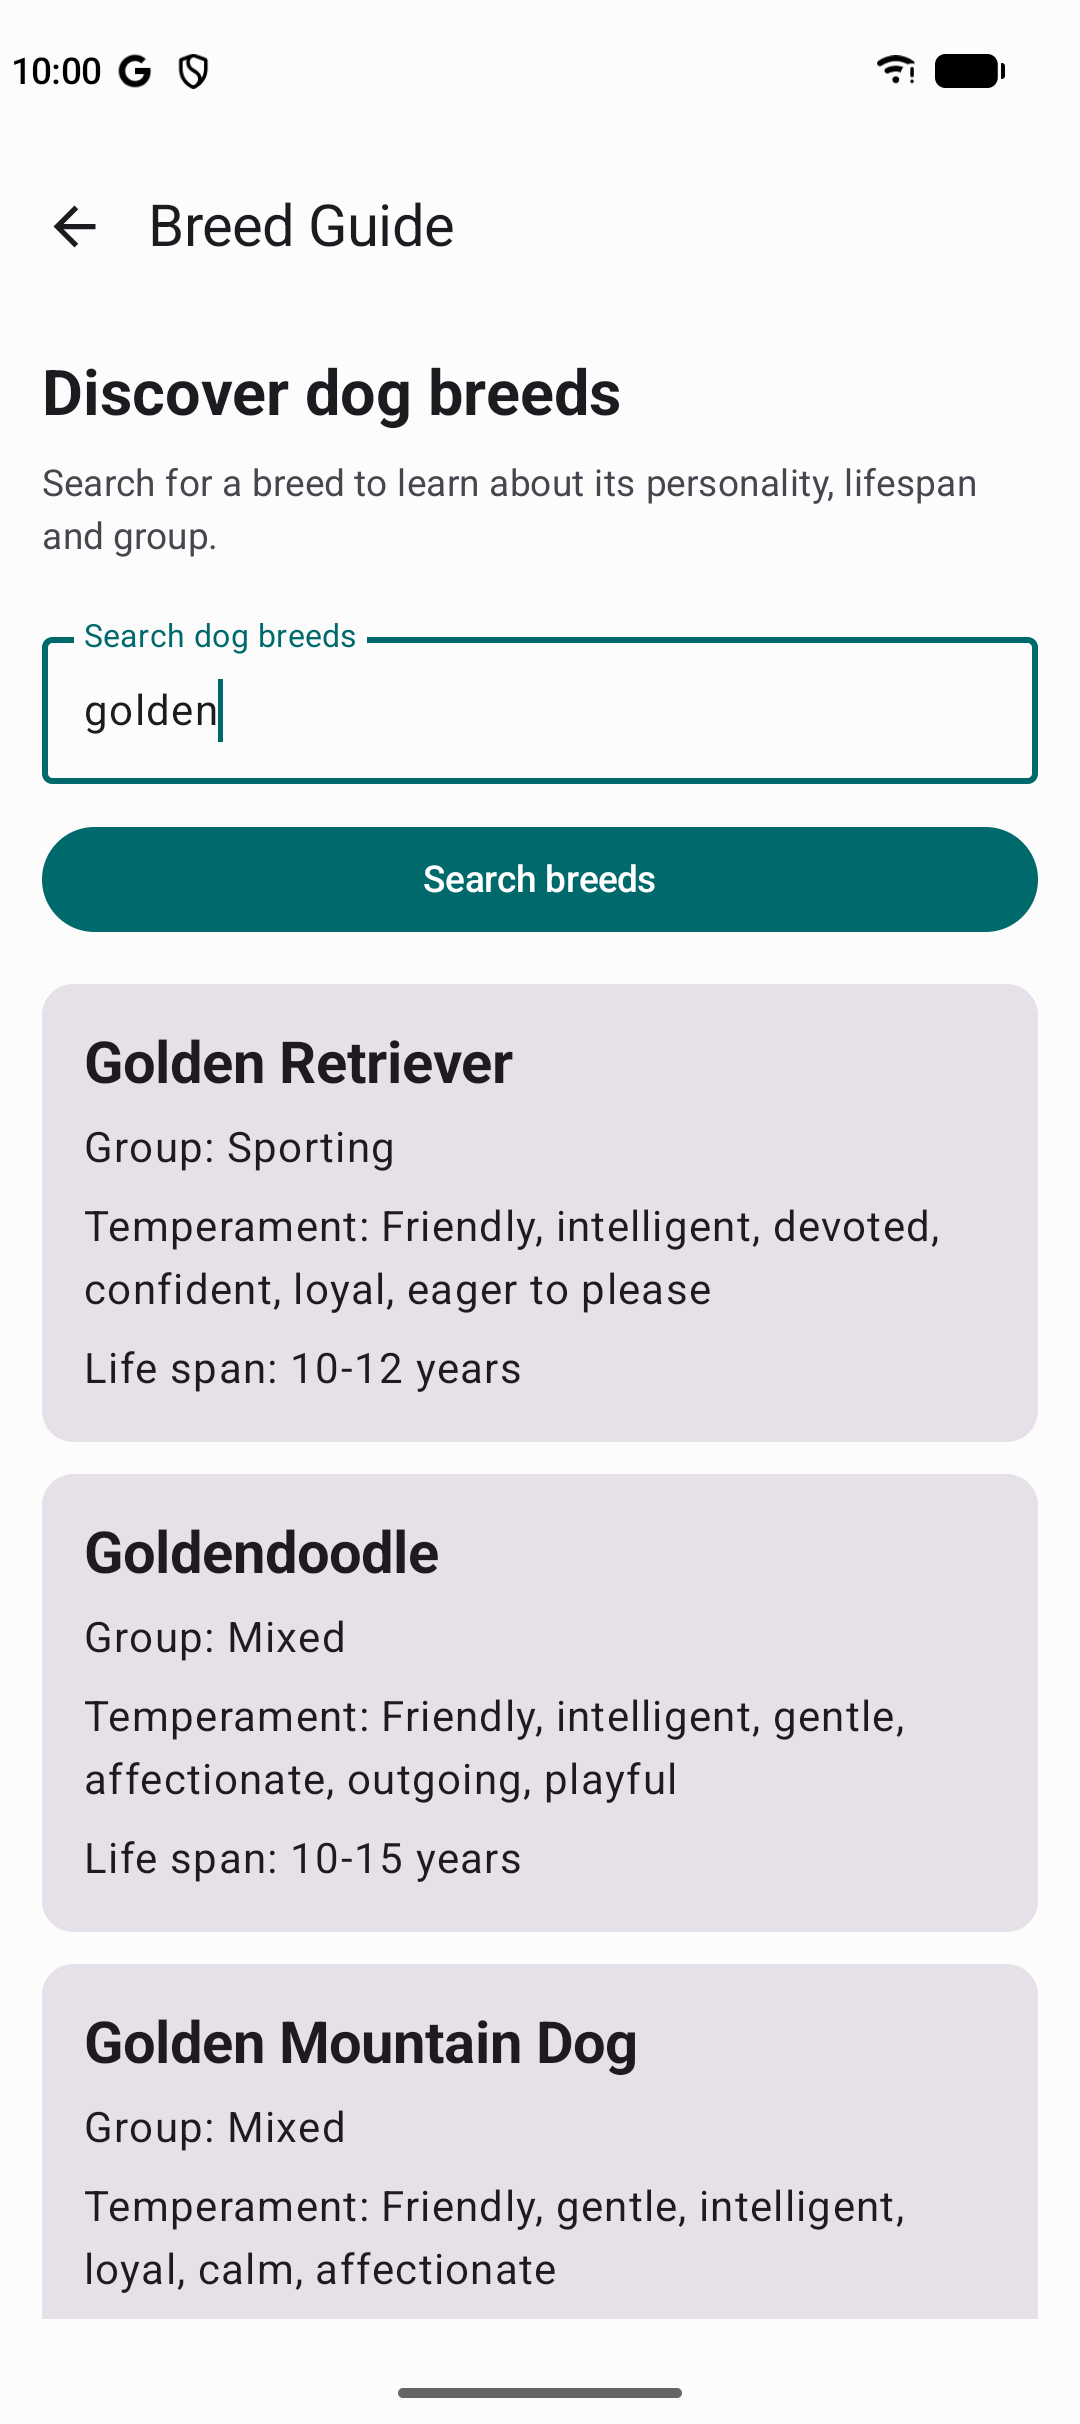 10:00
Breed Guide
Discover dog breeds
Search for a breed to learn about its personality, lifespan
and group.
Search dog breeds
golden
Search breeds
Golden Retriever
Group: Sporting
Temperament: Friendly, intelligent, devoted,
confident, loyal, eager to please
Life span: 10-12 years
Goldendoodle
Group: Mixed
Temperament: Friendly, intelligent, gentle,
affectionate, outgoing, playful
Life span: 10-15 years
Golden Mountain Dog
Group: Mixed
Temperament: Friendly, gentle, intelligent,
loyal, calm, affectionate